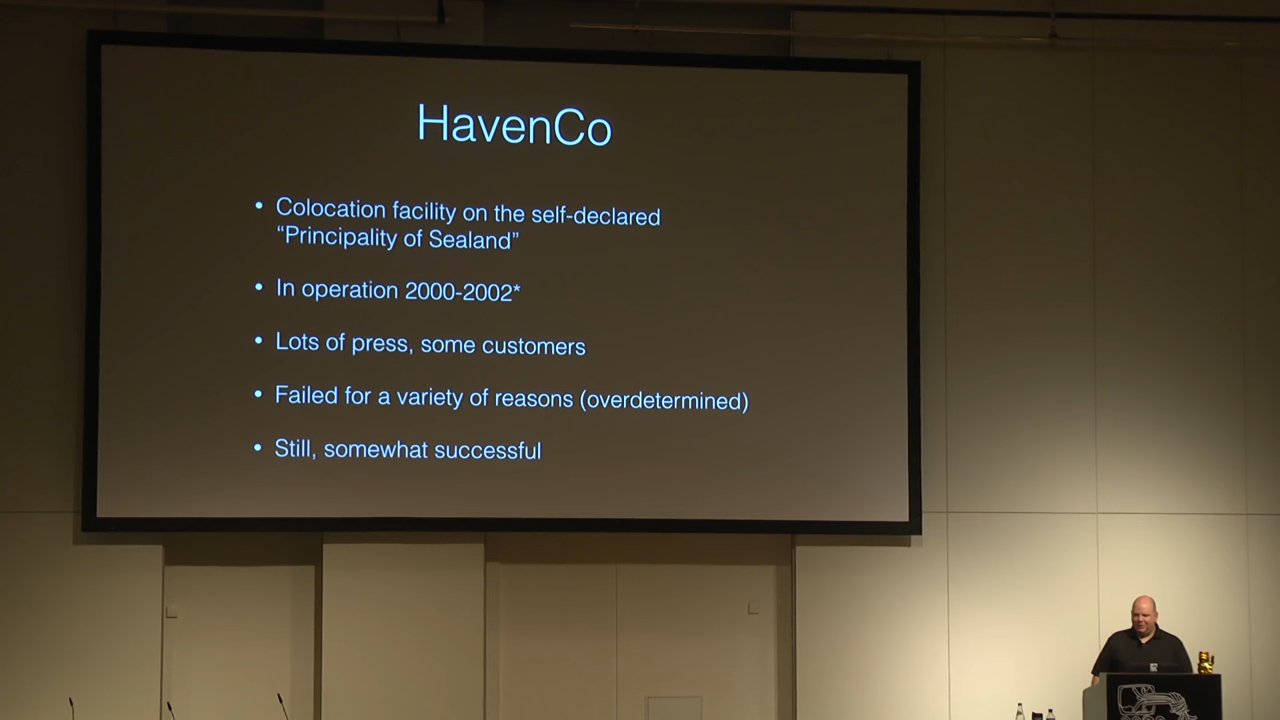 HavenCo
• Colocation facility on the self-declared
“Principality of Sealand”
• In operation 2000-2002*
• Lots of press, some customers
• Failed for a variety of reasons (overdetermined)
• Still, somewhat successful